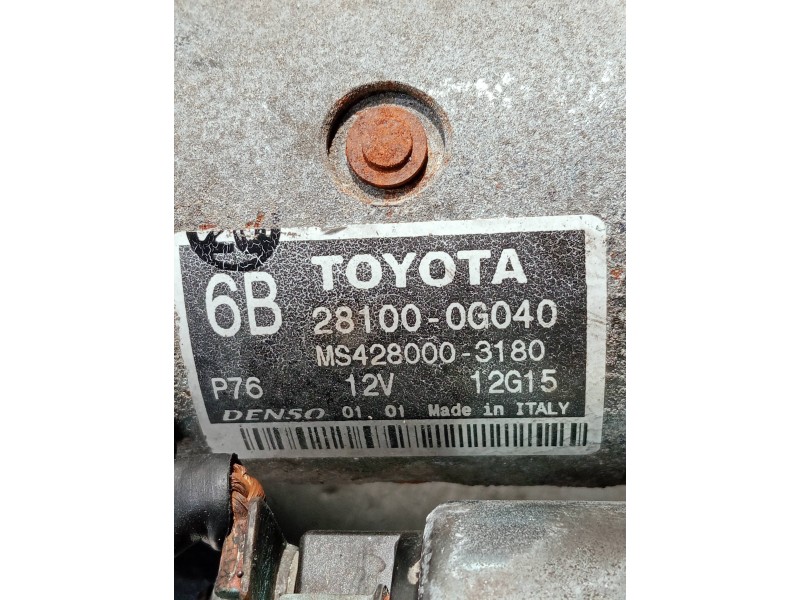 TOYOTA
6B 28100-0G040
MS428000-3180
P76 12V 12G15
DENSO 01, 01 Made in ITALY